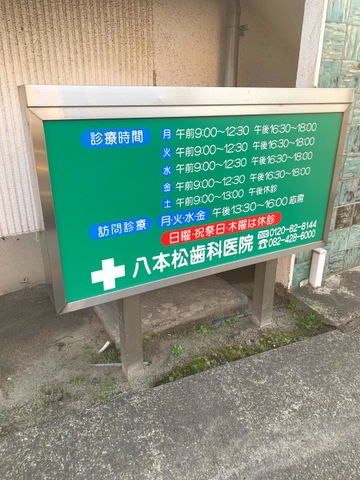 診療時間 月 午前9:00～12:30 午後16:30～18:00
火 午前9:00～12:30 午後16:30～18:00
水 午前9:00～12:30 午後16:30～18:00
金 午前9:00～12:30 午後16:30～18:00
土 午前9:00～13:00 午後休診
訪問診療 月・火・水・金 午後13:30～16:00 応需
日曜・祝祭日・木曜は休診
八本松歯科医院 0120-82-8144
☎082-428-6000